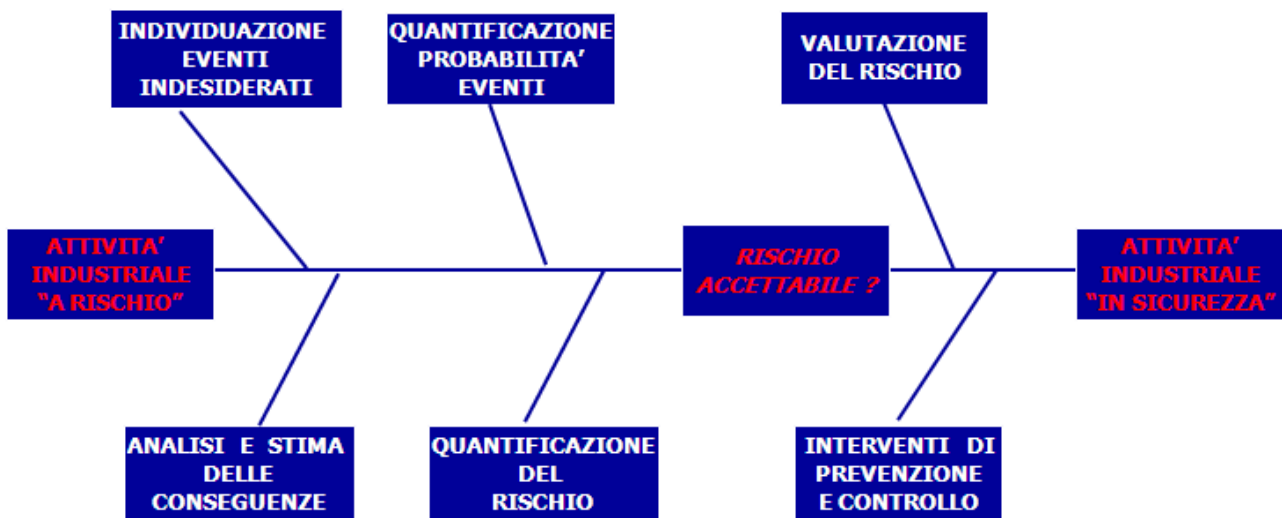 INDIVIDUAZIONE
EVENTI
INDESIDERATI
QUANTIFICAZIONE
PROBABILITA’
EVENTI
VALUTAZIONE
DEL RISCHIO
ATTIVITA’
INDUSTRIALE
“A RISCHIO”
RISCHIO
ACCETTABILE ?
ATTIVITA’
INDUSTRIALE
“IN SICUREZZA”
ANALISI E STIMA
DELLE
CONSEGUENZE
QUANTIFICAZIONE
DEL
RISCHIO
INTERVENTI DI
PREVENZIONE
E CONTROLLO